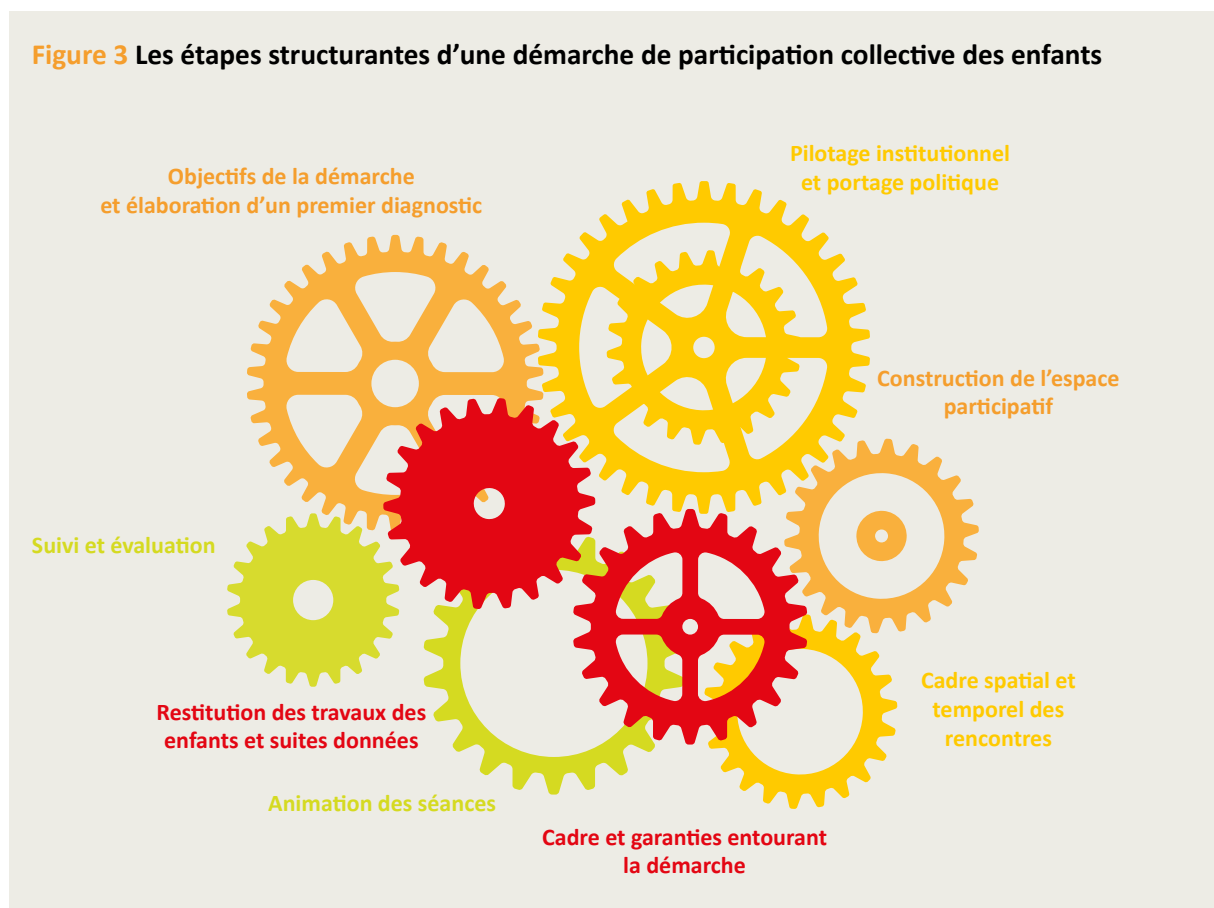 Figure 3 Les étapes structurantes d’une démarche de participation collective des enfants
Objectifs de la démarche
et élaboration d’un premier diagnostic
Pilotage institutionnel
et portage politique
Construction de l’espace
participatif
Suivi et évaluation
Cadre spatial et
temporel des
rencontres
Restitution des travaux des
enfants et suites données
Animation des séances
Cadre et garanties entourant
la démarche